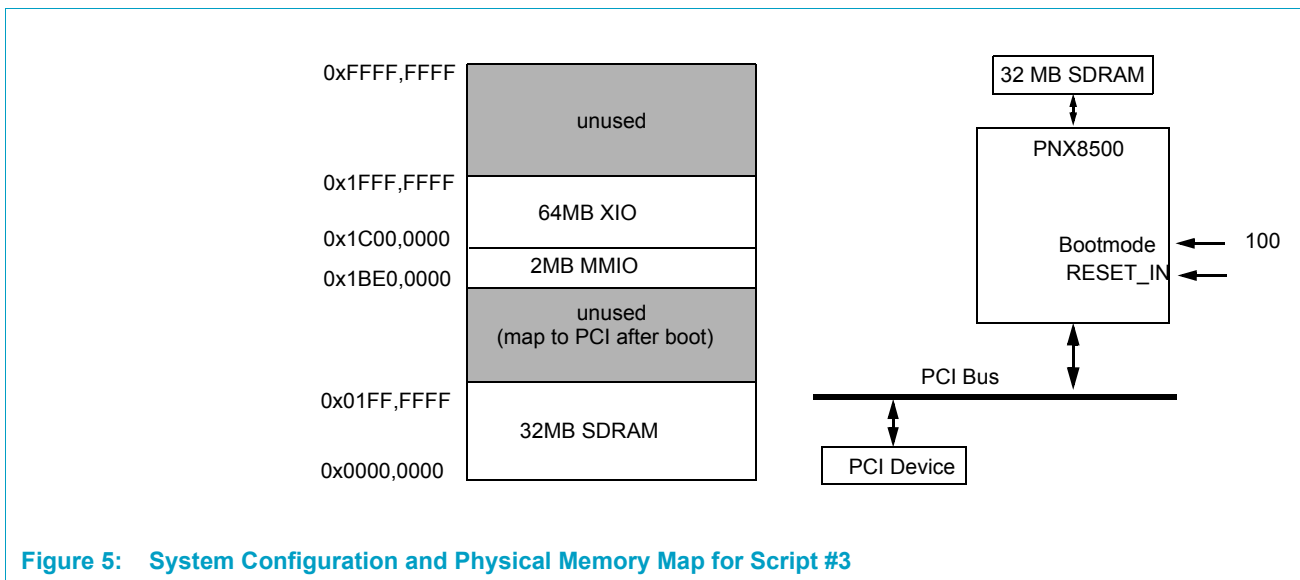 0xFFFF,FFFF
unused
0x1FFF,FFFF
64MB XIO
0x1C00,0000
2MB MMIO
0x1BE0,0000
unused
(map to PCI after boot)
0x01FF,FFFF
32MB SDRAM
0x0000,0000
32 MB SDRAM
PNX8500
Bootmode
100
RESET_IN
PCI Bus
PCI Device
Figure 5: System Configuration and Physical Memory Map for Script #3